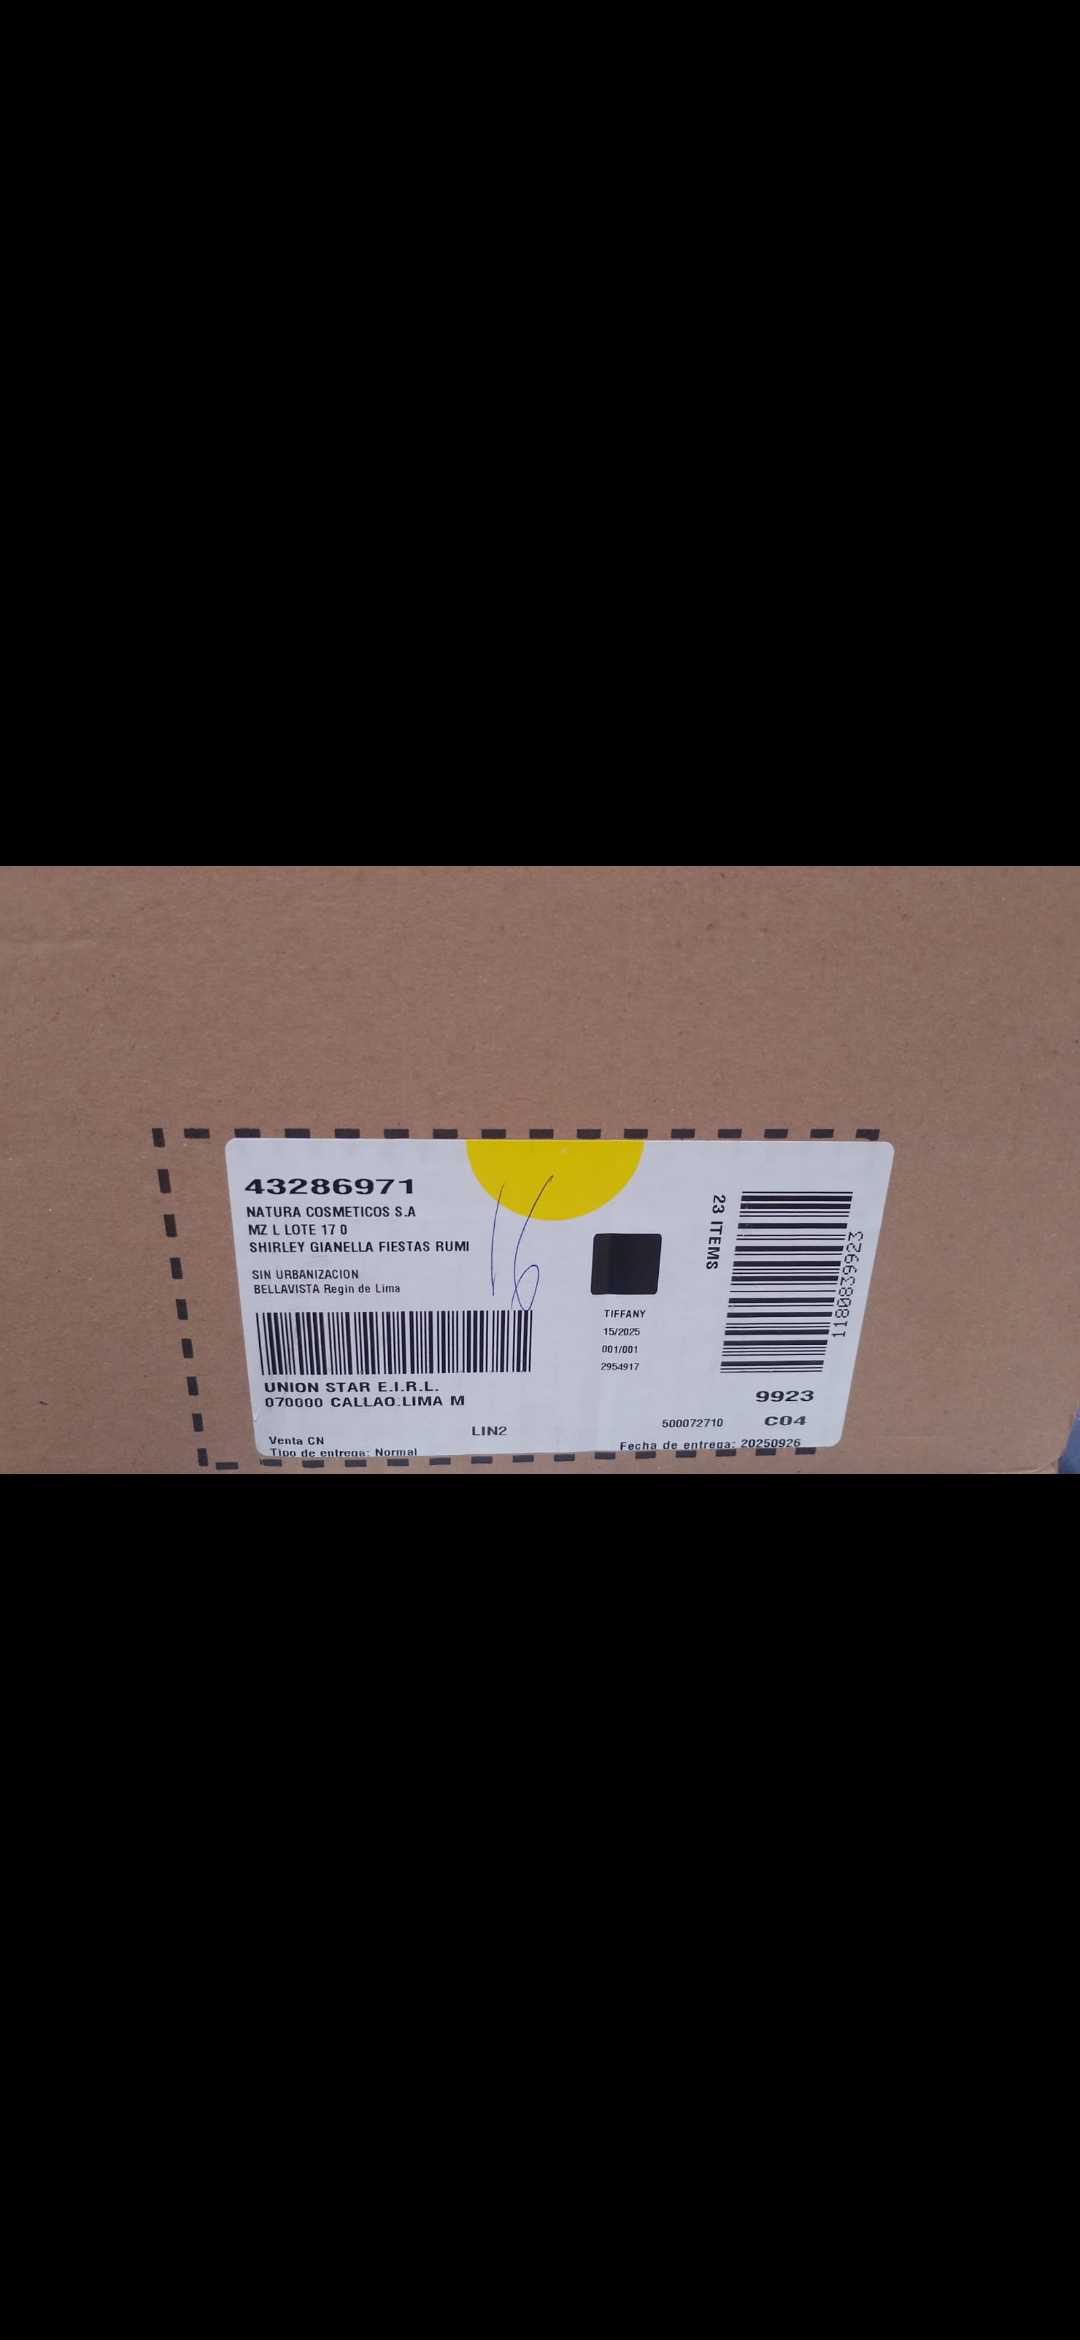 43286971
NATURA COSMETICOS S.A
MZ L LOTE 17 0
SHIRLEY GIANELLA FIESTAS RUMI
SIN URBANIZACION
BELLAVISTA Regin de Lima
UNION STAR E.I.R.L.
070000 CALLAO.LIMA M
LIN2
Venta CN
Tipo de entrega: Normal
16
TIFFANY
15/2025
001/001
2954917
23 ITEMS
1180839923
9923
500072710 C04
Fecha de entrega: 20250926